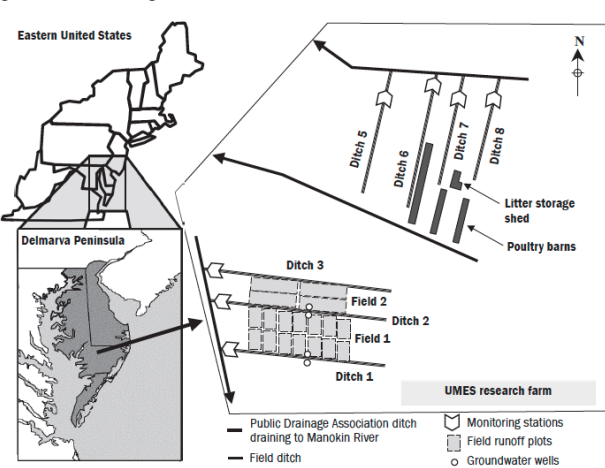 Eastern United States
N
Ditch 5
Ditch 6
Ditch 7
Ditch 8
Litter storage
shed
Poultry barns
Delmarva Peninsula
Ditch 3
Field 2
Ditch 2
Field 1
Ditch 1
UMES research farm
Public Drainage Association ditch
draining to Manokin River
Field ditch
Monitoring stations
Field runoff plots
Groundwater wells